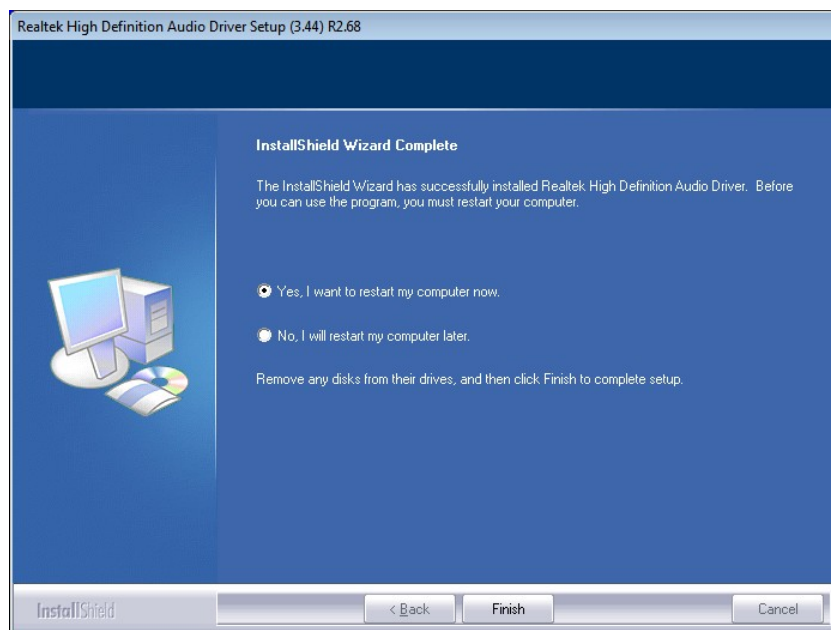 Realtek High Definition Audio Driver Setup (3.44) R2.68
InstallShield Wizard Complete
The InstallShield Wizard has successfully installed Realtek High Definition Audio Driver. Before
you can use the program, you must restart your computer.
Yes, I want to restart my computer now.
No, I will restart my computer later.
Remove any disks from their drives, and then click Finish to complete setup.
InstallShield
< Back
Finish
Cancel